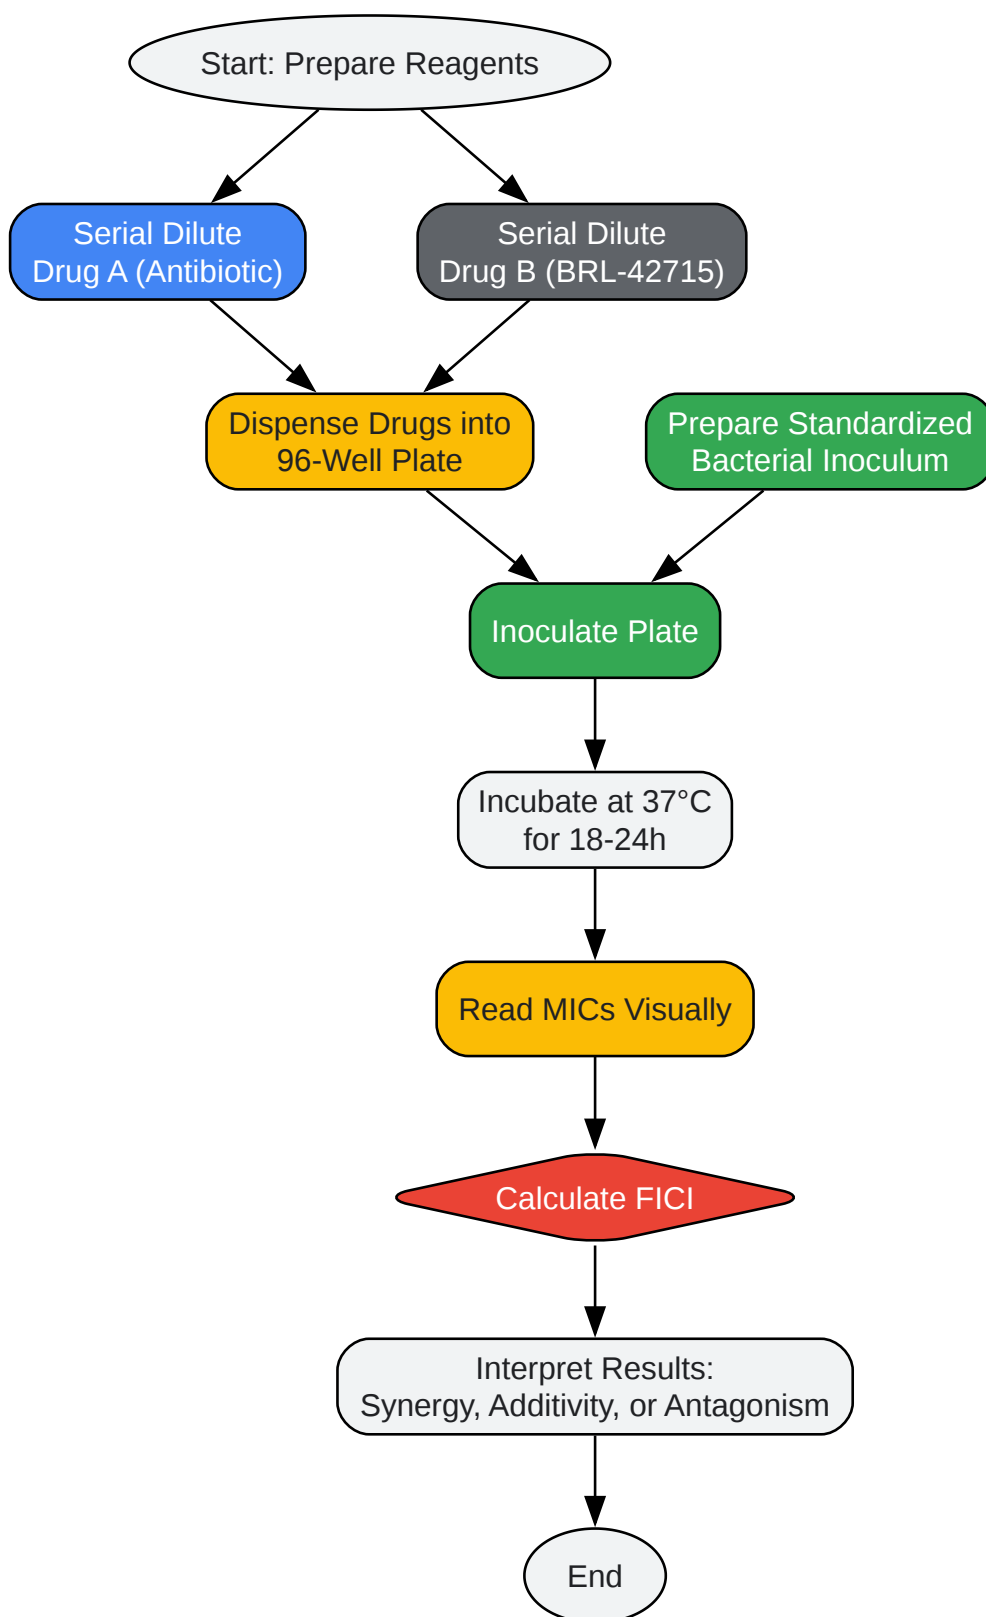 Start: Prepare Reagents
Serial Dilute
Drug A (Antibiotic)
Serial Dilute
Drug B (BRL-42715)
Dispense Drugs into
96-Well Plate
Prepare Standardized
Bacterial Inoculum
Inoculate Plate
Incubate at 37°C
for 18-24h
Read MICs Visually
Calculate FICI
Interpret Results:
Synergy, Additivity, or Antagonism
End